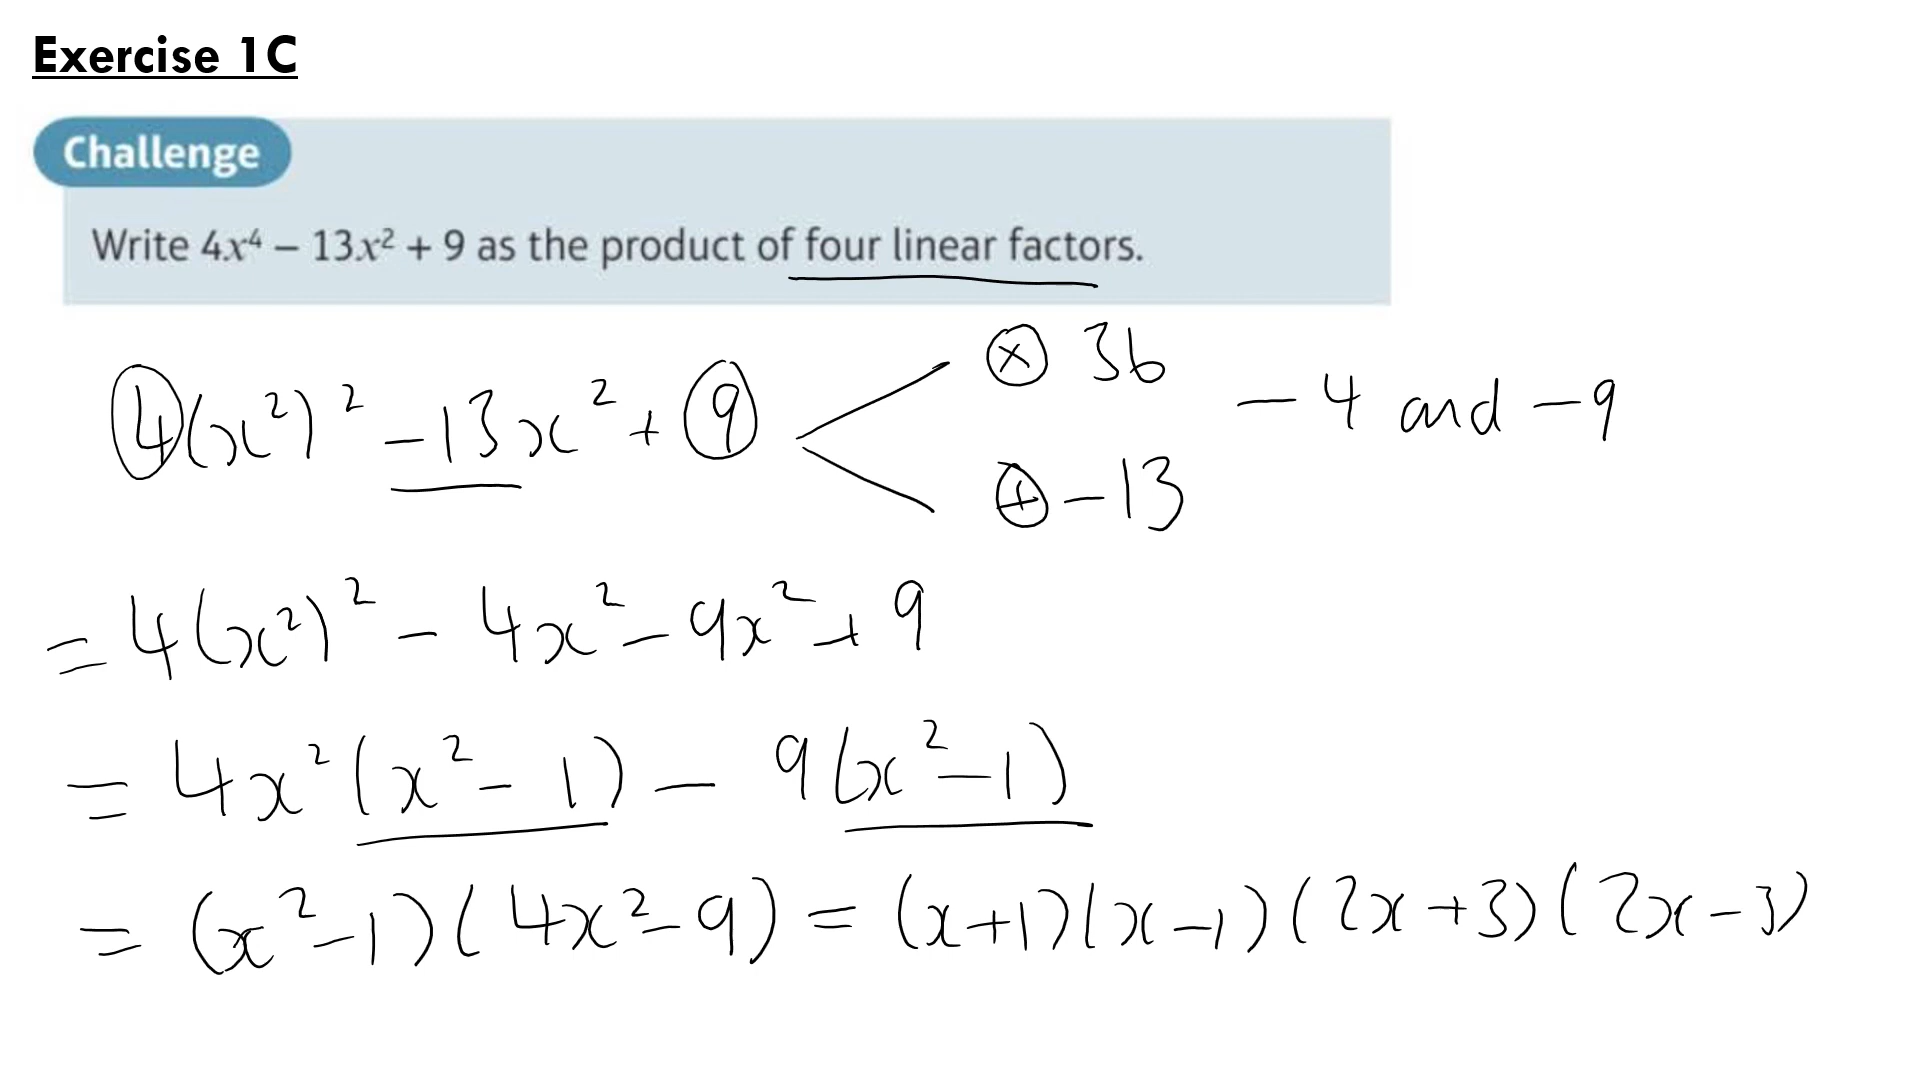 Exercise 1C
Challenge
Write 4x⁴ – 13x² + 9 as the product of four linear factors.
4(x²)² – 13x² + 9
× 36
+ –13
–4 and –9
= 4(x²)² – 4x² – 9x² + 9
= 4x²(x² – 1) – 9(x² – 1)
= (x² – 1)(4x² – 9) = (x+1)(x–1)(2x+3)(2x–3)